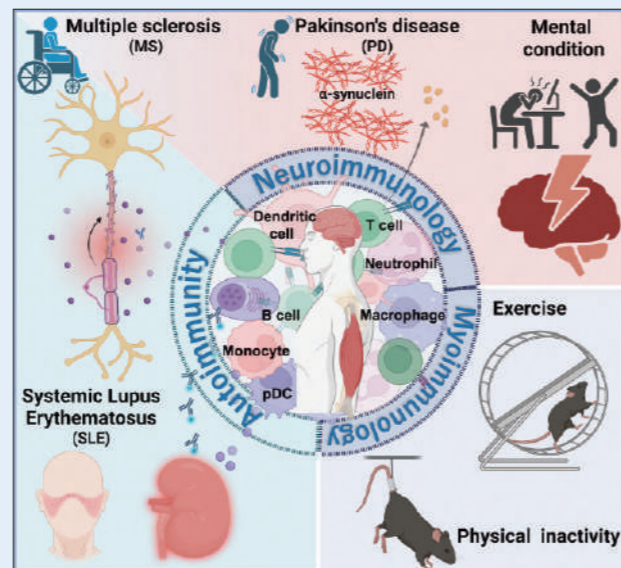 Multiple sclerosis
(MS)
Pakinson's disease
(PD)
α-synuclein
Mental
condition
Neuroimmunology
Dendritic
cell
T cell
Neutrophil
B cell
Macrophage
Monocyte
pDC
Autoimmunity
Myoimmunology
Exercise
Systemic Lupus
Erythematosus
(SLE)
Physical inactivity